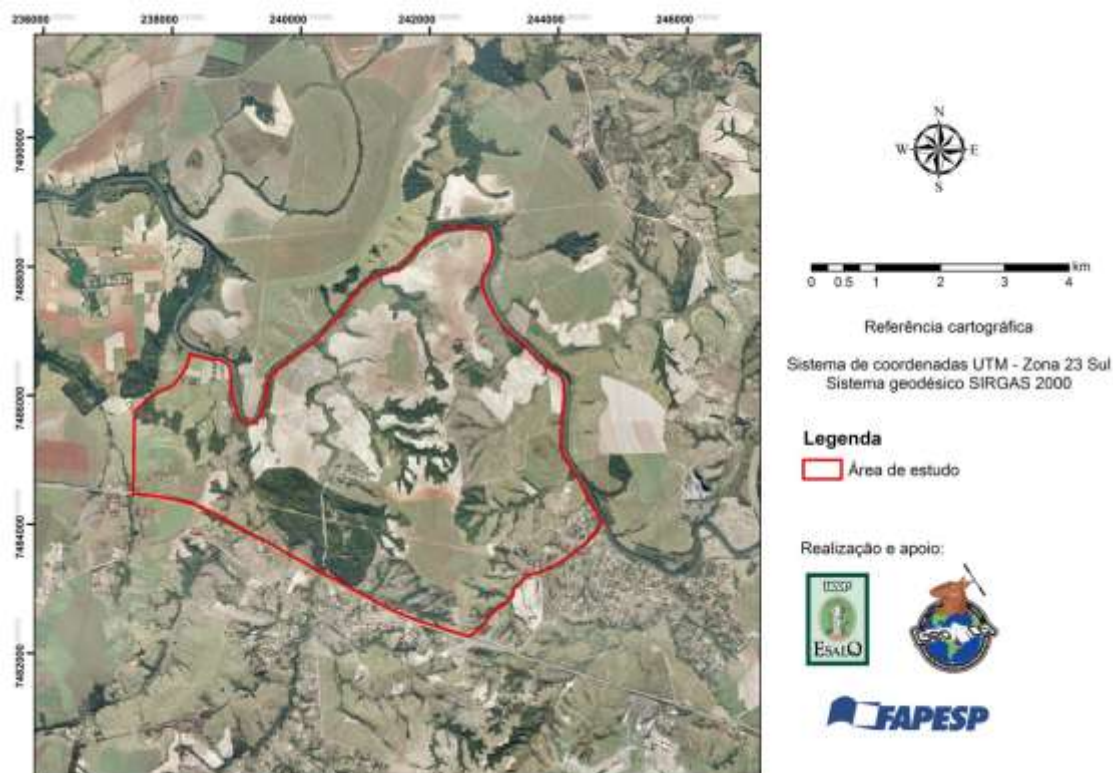 236000 238000 240000 242000 244000 246000
7490000
7488000
7486000
7484000
7482000
N
W E
S
km
0 0.5 1 2 3 4
Referência cartográfica
Sistema de coordenadas UTM - Zona 23 Sul
Sistema geodésico SIRGAS 2000
Legenda
Área de estudo
Realização e apoio:
ESALQ
FAPESP